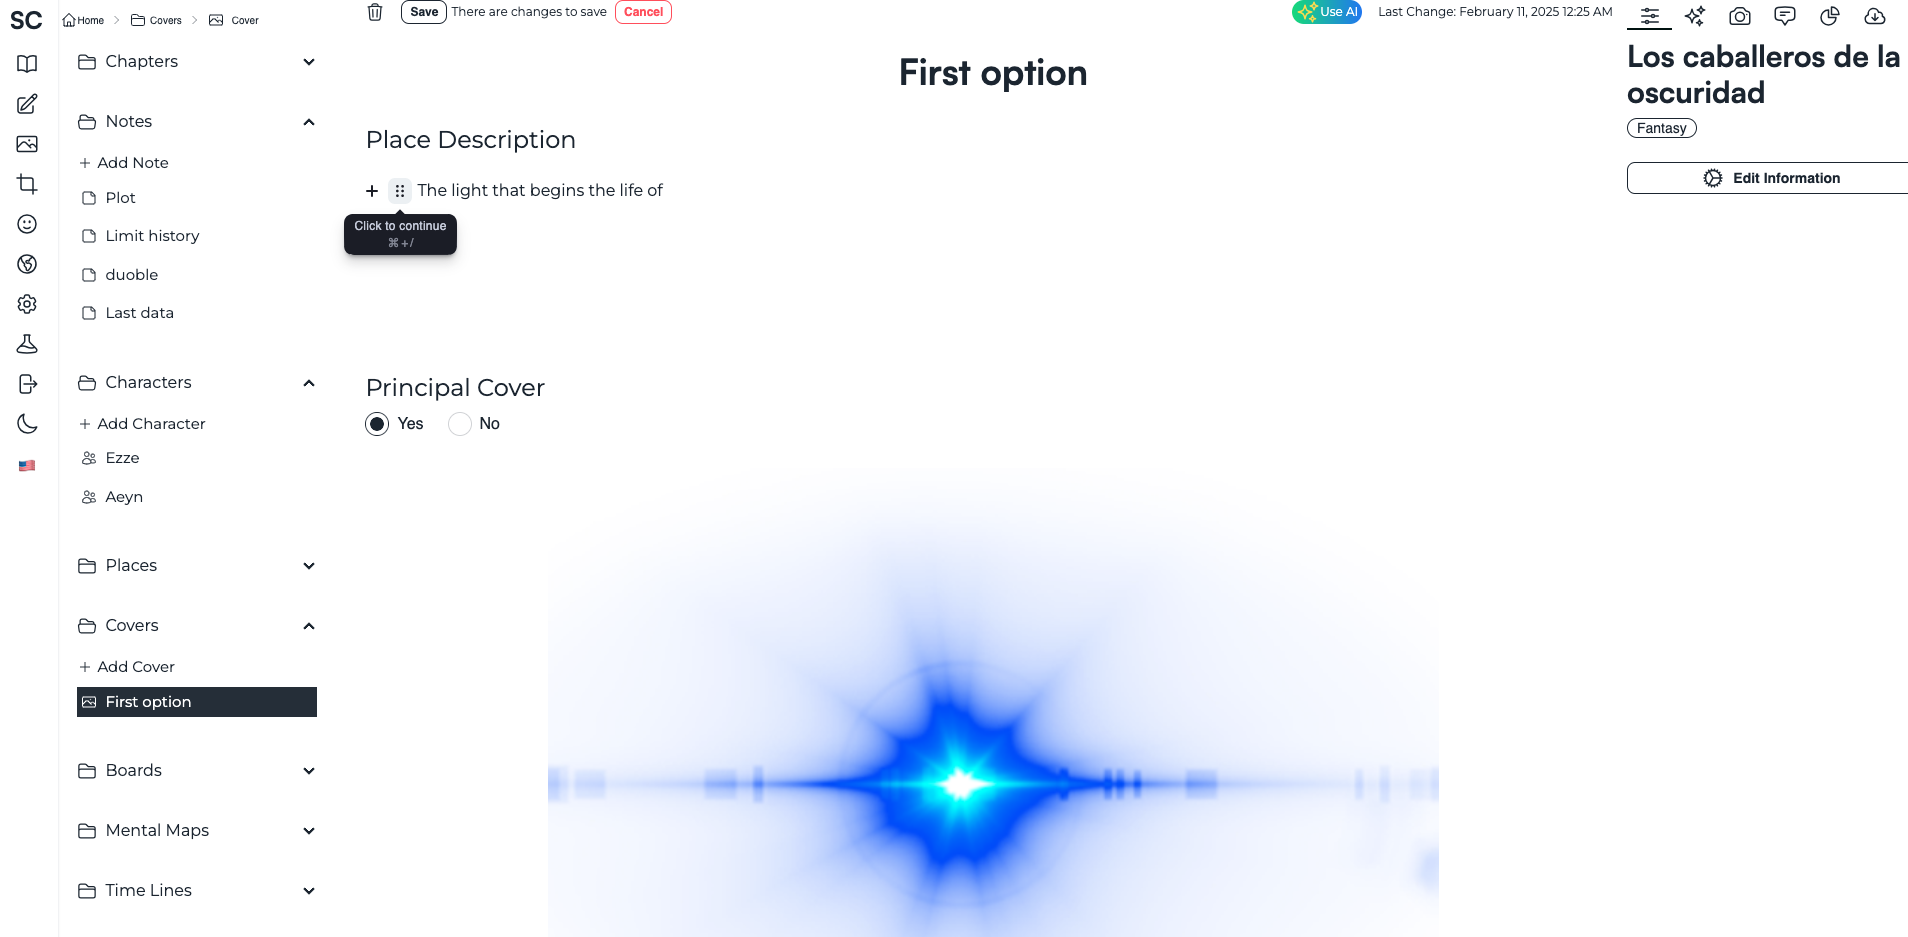 SC
Home
Covers
Cover
Save
There are changes to save
Cancel
Use AI
Last Change: February 11, 2025 12:25 AM
Chapters
Notes
+ Add Note
Plot
Limit history
duoble
Last data
Characters
+ Add Character
Ezze
Aeyn
Places
Covers
+ Add Cover
First option
Boards
Mental Maps
Time Lines
First option
Place Description
The light that begins the life of
Click to continue
⌘+/
Principal Cover
Yes
No
Los caballeros de la
oscuridad
Fantasy
Edit Information